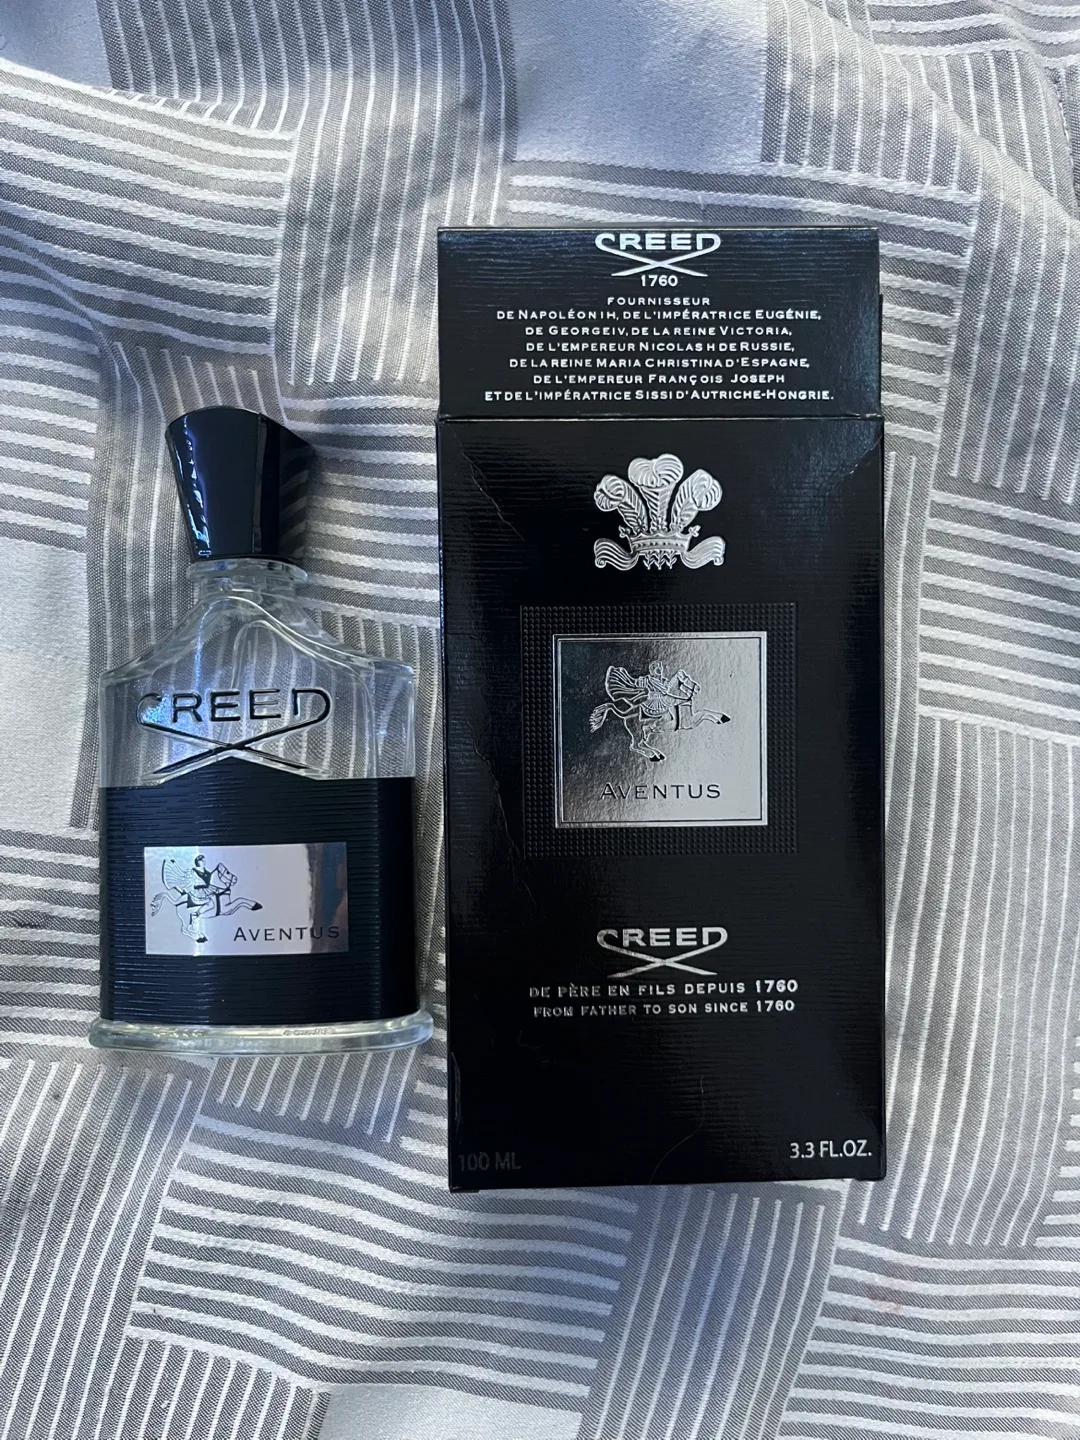 CREED
1760
FOURNISSEUR
DE NAPOLÉON IH, DE L'IMPÉRATRICE EUGÉNIE,
DE GEORGEIV, DE LA REINE VICTORIA,
DE L'EMPEREUR NICOLAS H DE RUSSIE,
DE LA REINE MARIA CHRISTINA D'ESPAGNE,
DE L'EMPEREUR FRANÇOIS JOSEPH
ET DE L'IMPÉRATRICE SISSI D'AUTRICHE-HONGRIE.
AVENTUS
CREED
DE PÈRE EN FILS DEPUIS 1760
FROM FATHER TO SON SINCE 1760
100 ML
3.3 FL.OZ.
CREED
AVENTUS